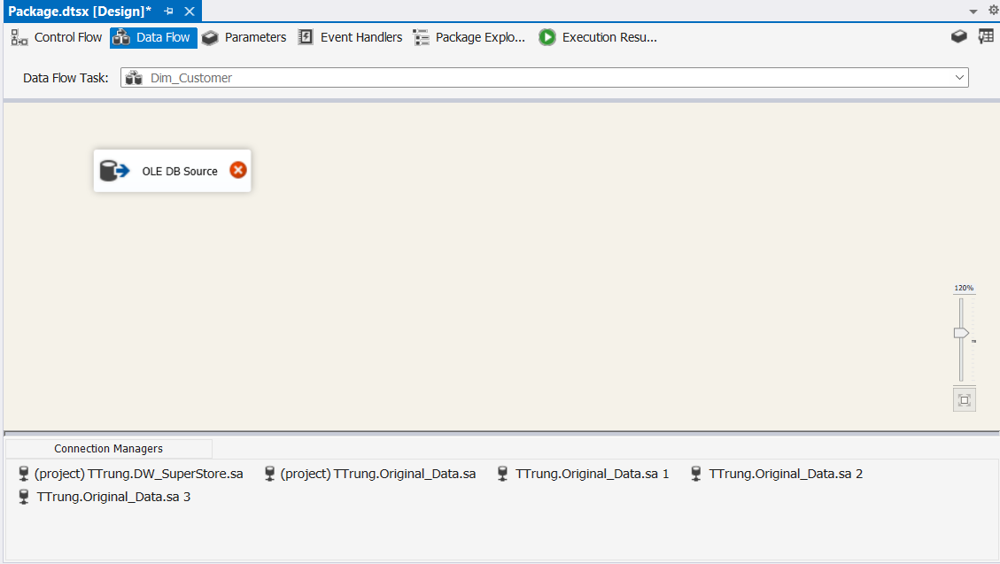 Package.dtsx [Design]*
Control Flow Data Flow Parameters Event Handlers Package Explo... Execution Resu...
Data Flow Task: Dim_Customer
OLE DB Source
120%
Connection Managers
(project) TTrung.DW_SuperStore.sa (project) TTrung.Original_Data.sa TTrung.Original_Data.sa 1 TTrung.Original_Data.sa 2
TTrung.Original_Data.sa 3